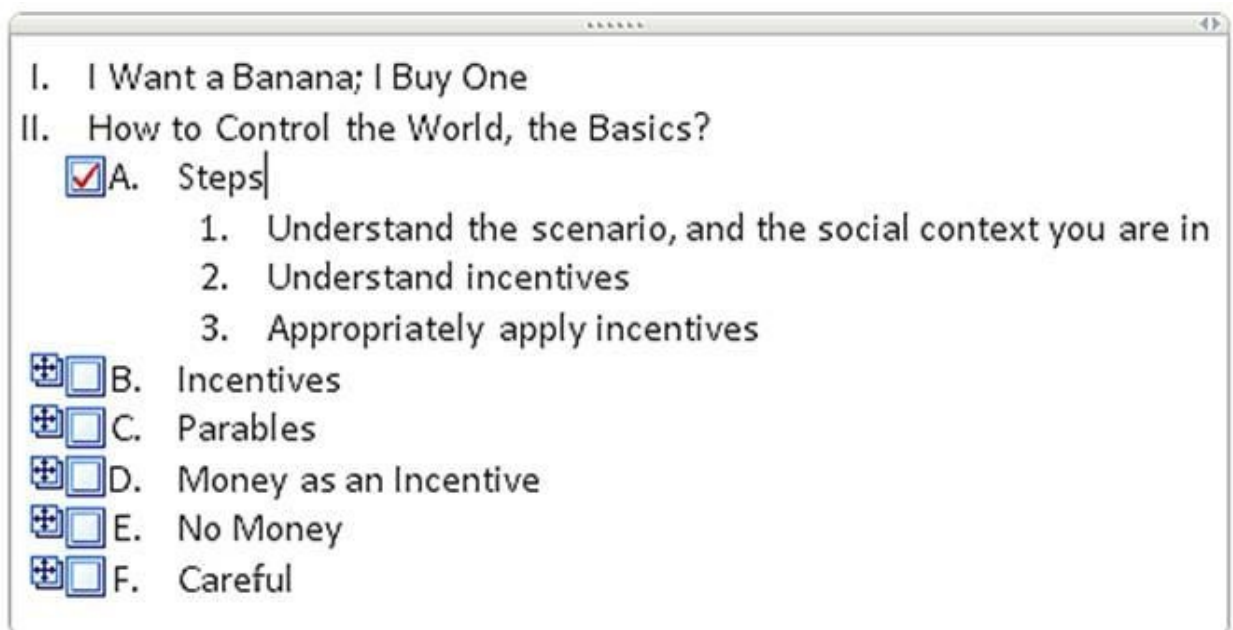 I. I Want a Banana; I Buy One
II. How to Control the World, the Basics?
A. Steps
1. Understand the scenario, and the social context you are in
2. Understand incentives
3. Appropriately apply incentives
B. Incentives
C. Parables
D. Money as an Incentive
E. No Money
F. Careful